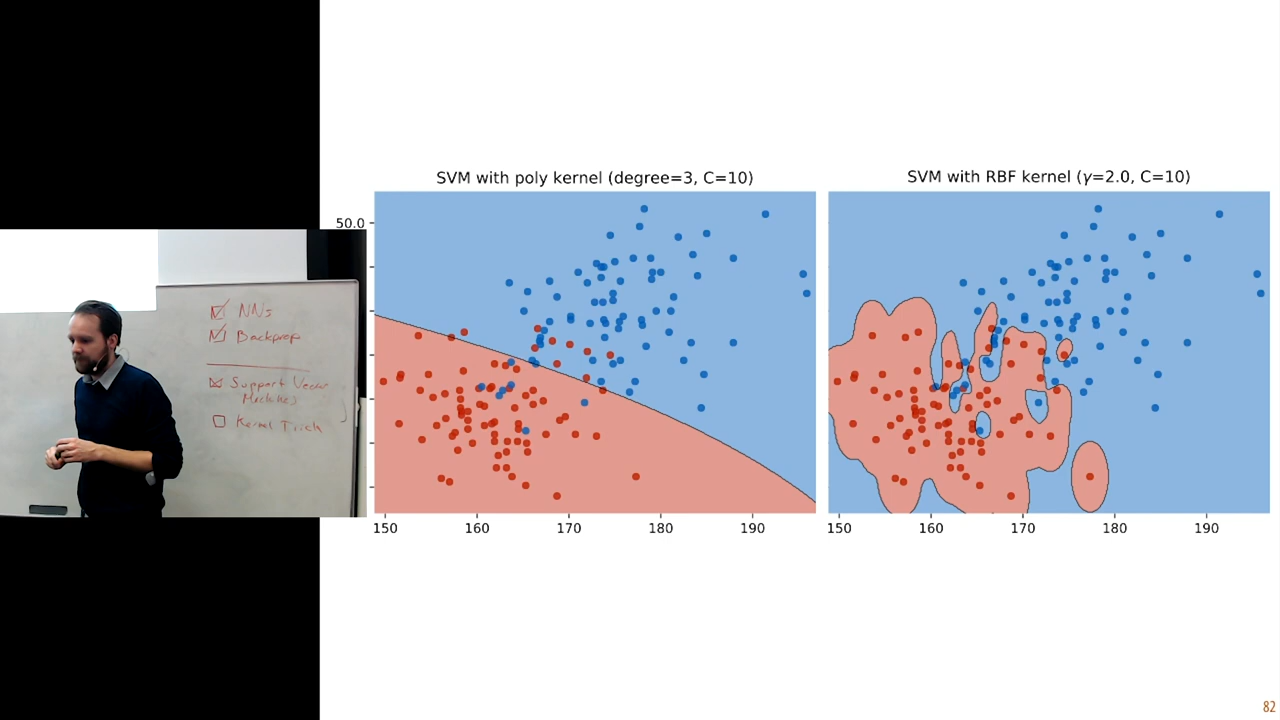 NNs
Backprop
Support Vector
Machines
Kernel Trick
SVM with poly kernel (degree=3, C=10)
SVM with RBF kernel (γ=2.0, C=10)
50.0
150 160 170 180 190
150 160 170 180 190
82